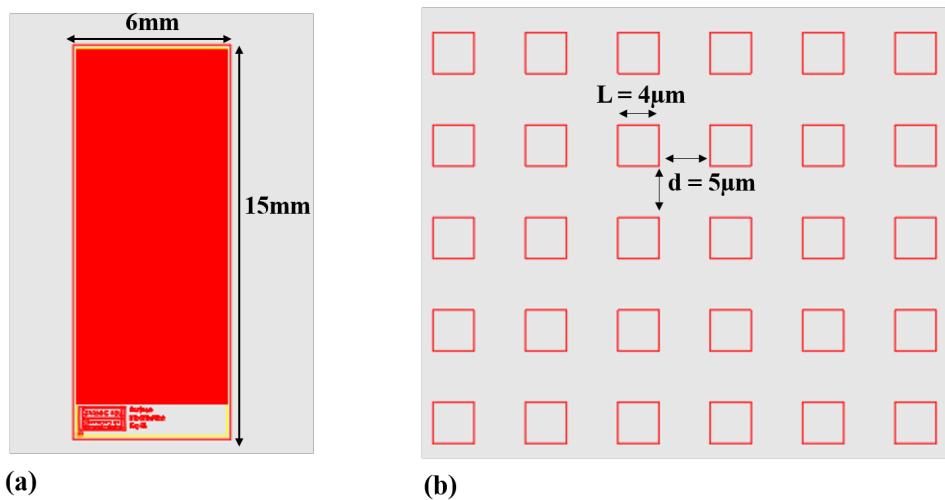 6mm
15mm
(a)
L = 4μm
d = 5μm
(b)